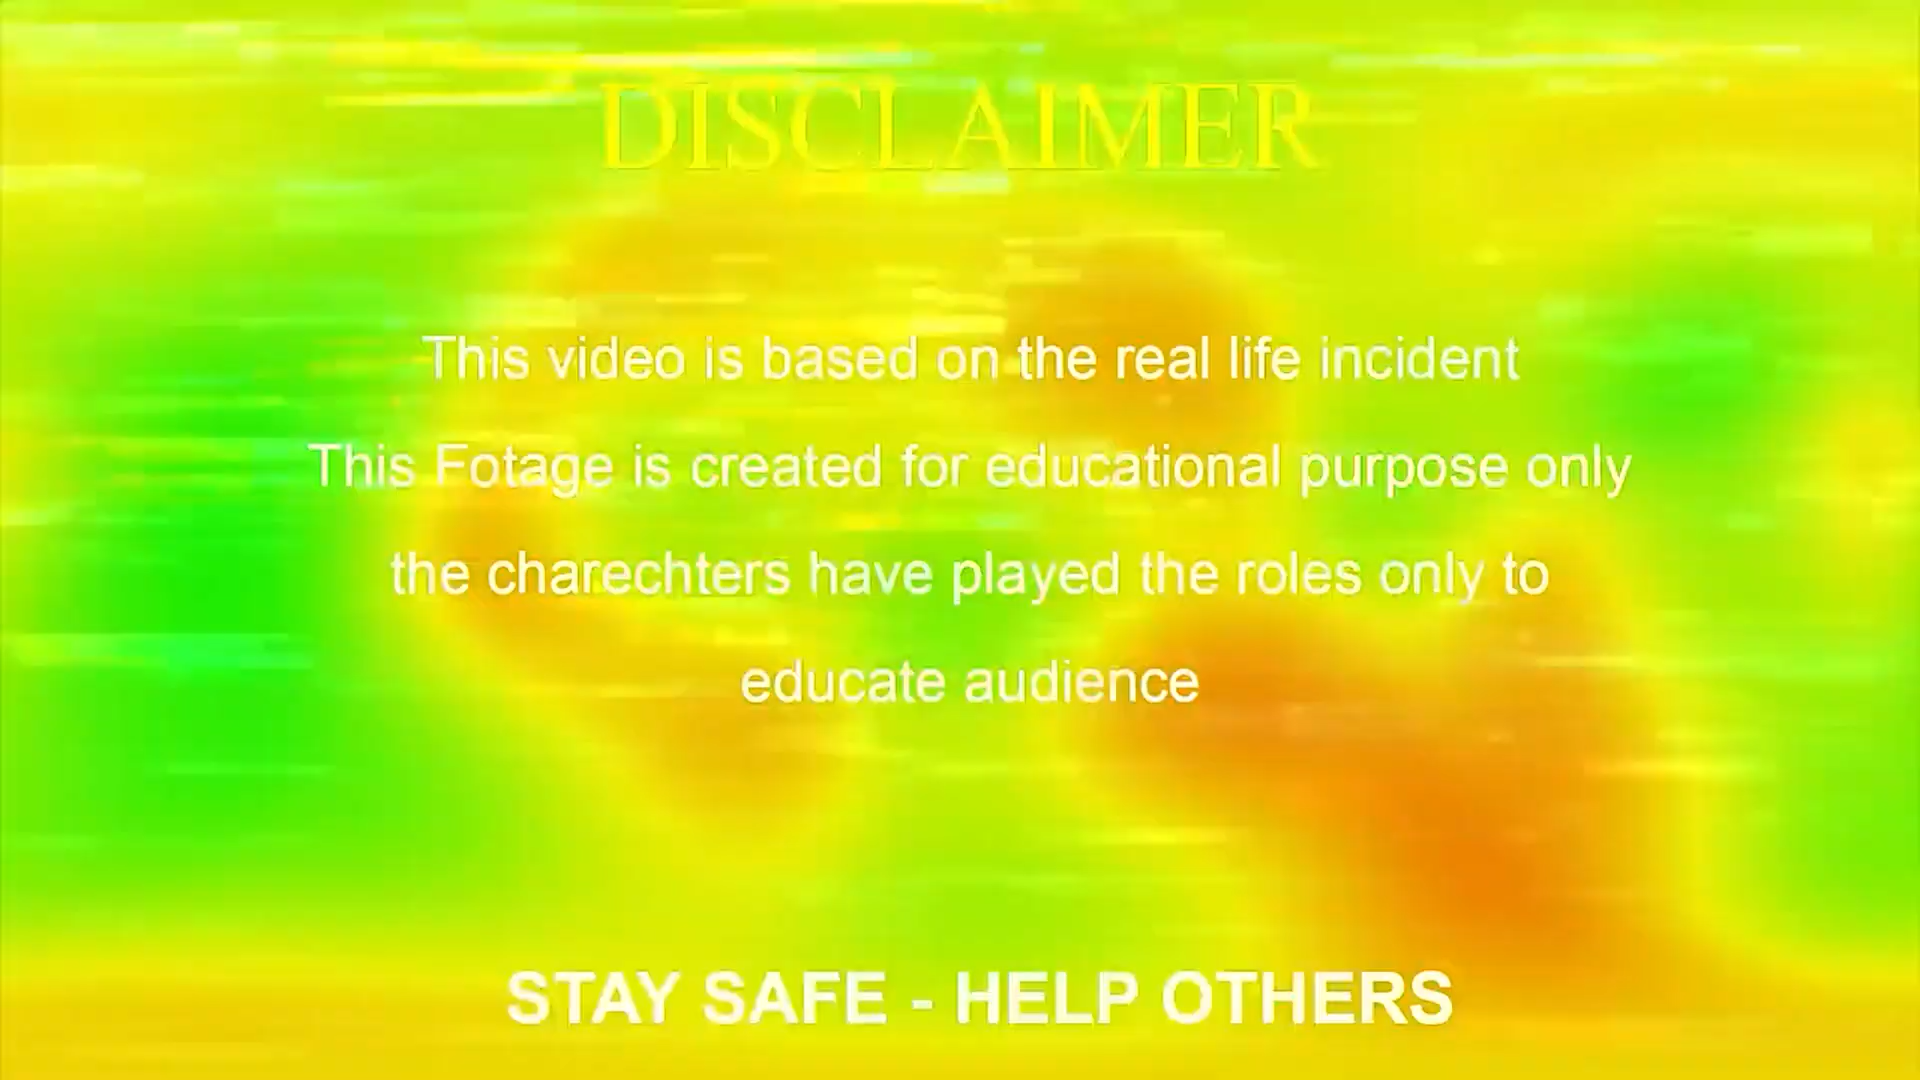 DISCLAIMER
This video is based on the real life incident
This Fotage is created for educational purpose only
the charechters have played the roles only to
educate audience
STAY SAFE - HELP OTHERS